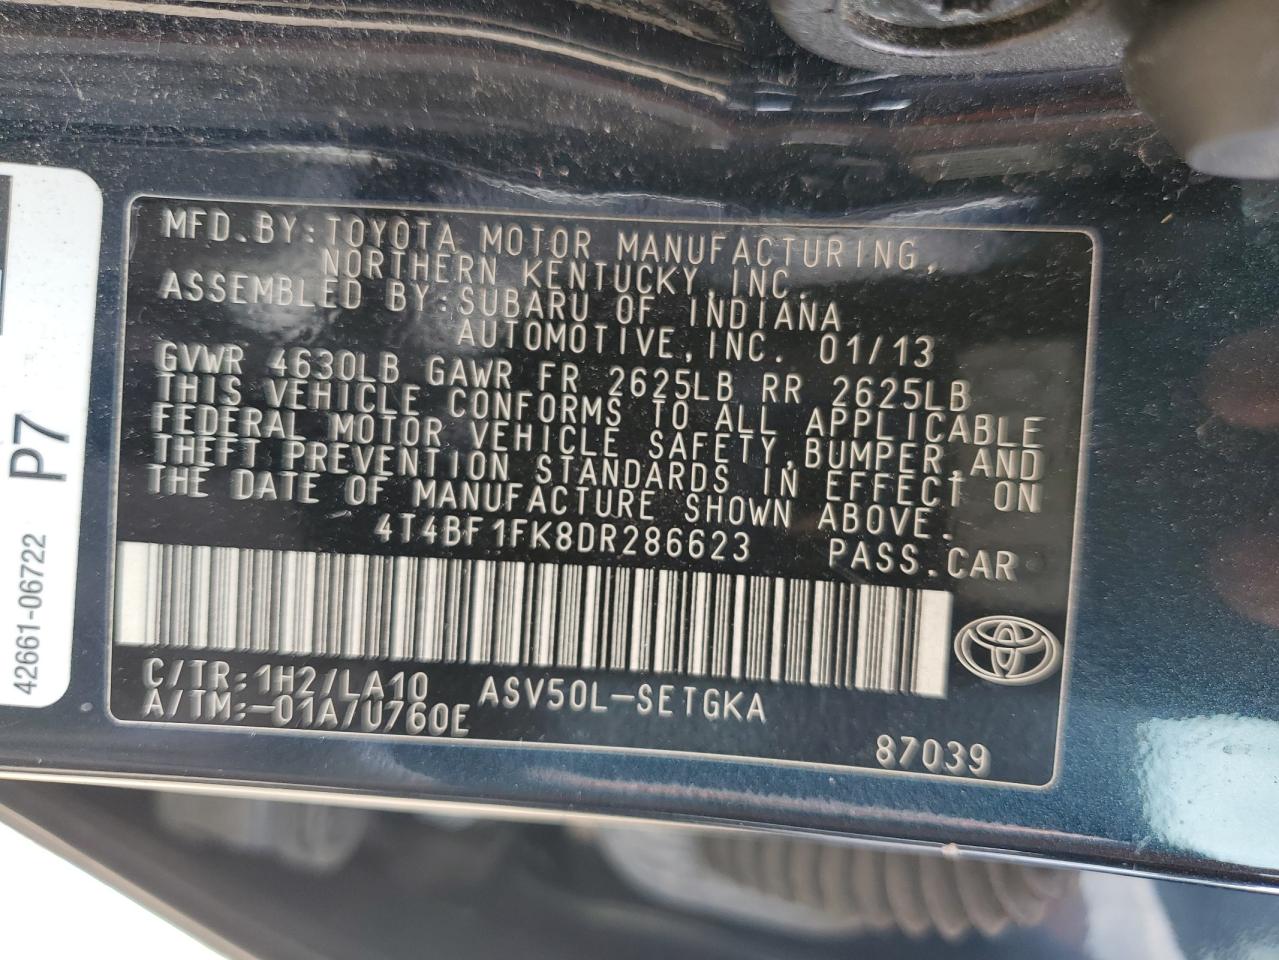 MFD.BY:TOYOTA MOTOR MANUFACTURING,
NORTHERN KENTUCKY,INC.
ASSEMBLED BY:SUBARU OF INDIANA
AUTOMOTIVE,INC. 01/13
GVWR 4630LB GAWR FR 2625LB RR 2625LB
THIS VEHICLE CONFORMS TO ALL APPLICABLE
FEDERAL MOTOR VEHICLE SAFETY,BUMPER,AND
THEFT PREVENTION STANDARDS IN EFFECT ON
THE DATE OF MANUFACTURE SHOWN ABOVE.
4T4BF1FK8DR286623 PASS.CAR
C/TR:1H2/LA10 ASV50L-SETGKA
A/TM:-01A/U760E
87039
P7
42661-06722